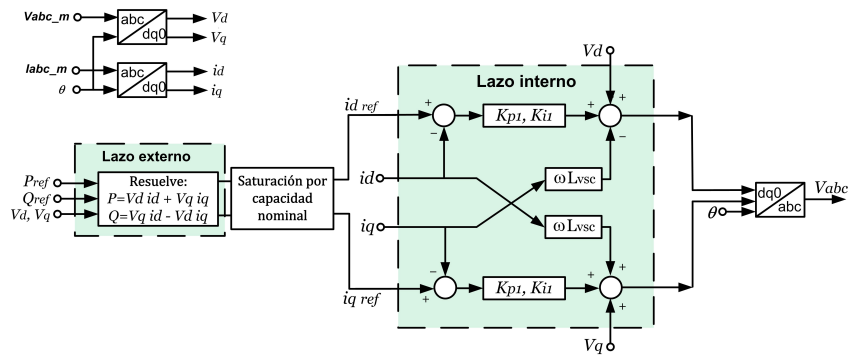 Vabc_m
abc
dq0
Vd
Vq
Iabc_m
θ
abc
dq0
id
iq
Lazo externo
Pref
Qref
Vd, Vq
Resuelve:
P=Vd id + Vq iq
Q=Vq id - Vd iq
Saturación por
capacidad
nominal
id ref
id
iq
iq ref
Lazo interno
Vd
+
−
Kp1, Ki1
+
+
−
ωLvsc
ωLvsc
−
+
Kp1, Ki1
+
+
+
Vq
θ
dq0
abc
Vabc